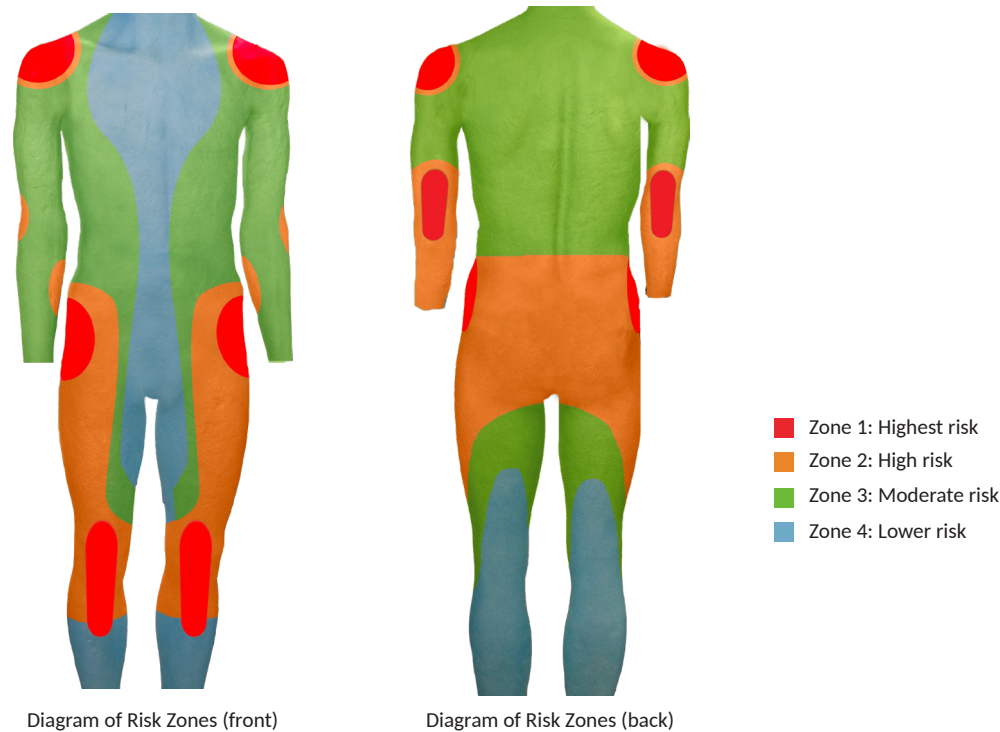 Zone 1: Highest risk
Zone 2: High risk
Zone 3: Moderate risk
Zone 4: Lower risk
Diagram of Risk Zones (front)
Diagram of Risk Zones (back)